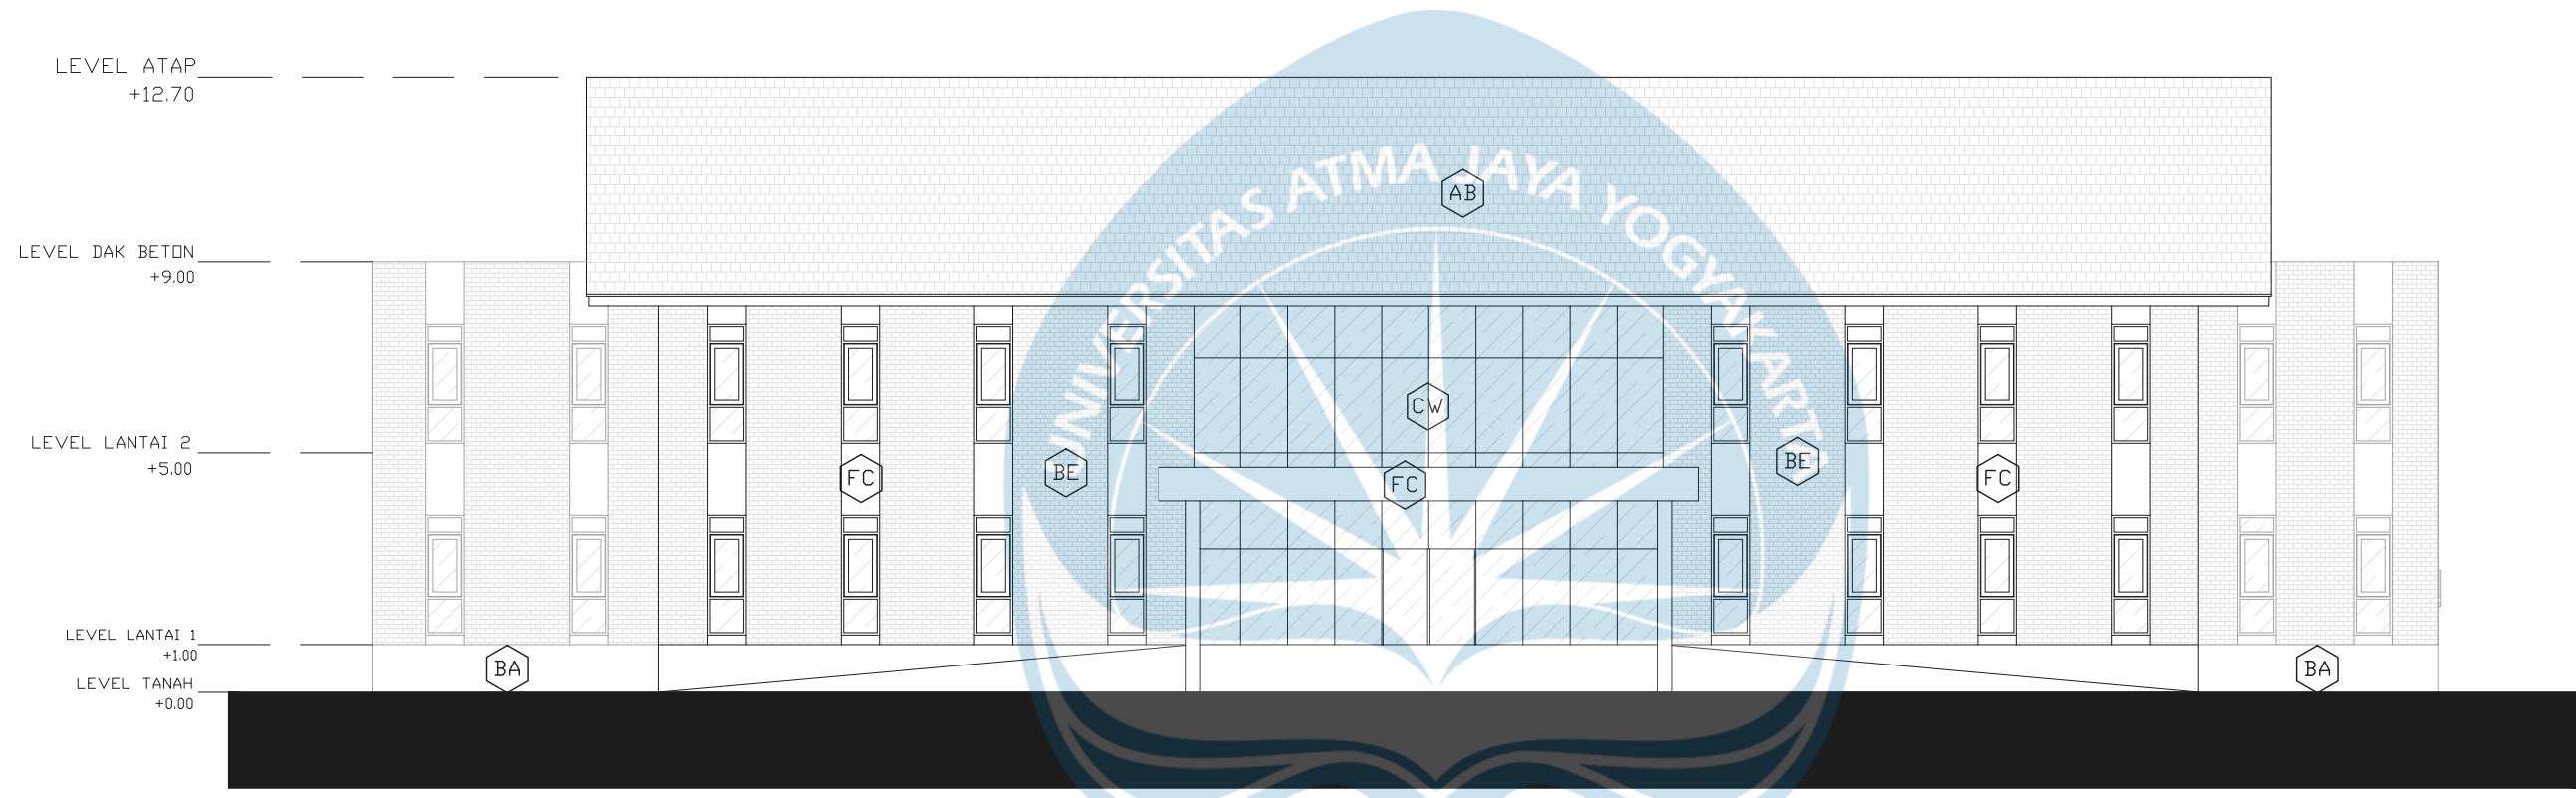 LEVEL ATAP
+12.70
UNIVERSITAS ATMA JAYA YOGYAKARTA
AB
LEVEL DAK BETON
+9.00
CW
LEVEL LANTAI 2
+5.00
FC
BE
FC
BE
FC
LEVEL LANTAI 1
+1.00
BA
BA
LEVEL TANAH
+0.00